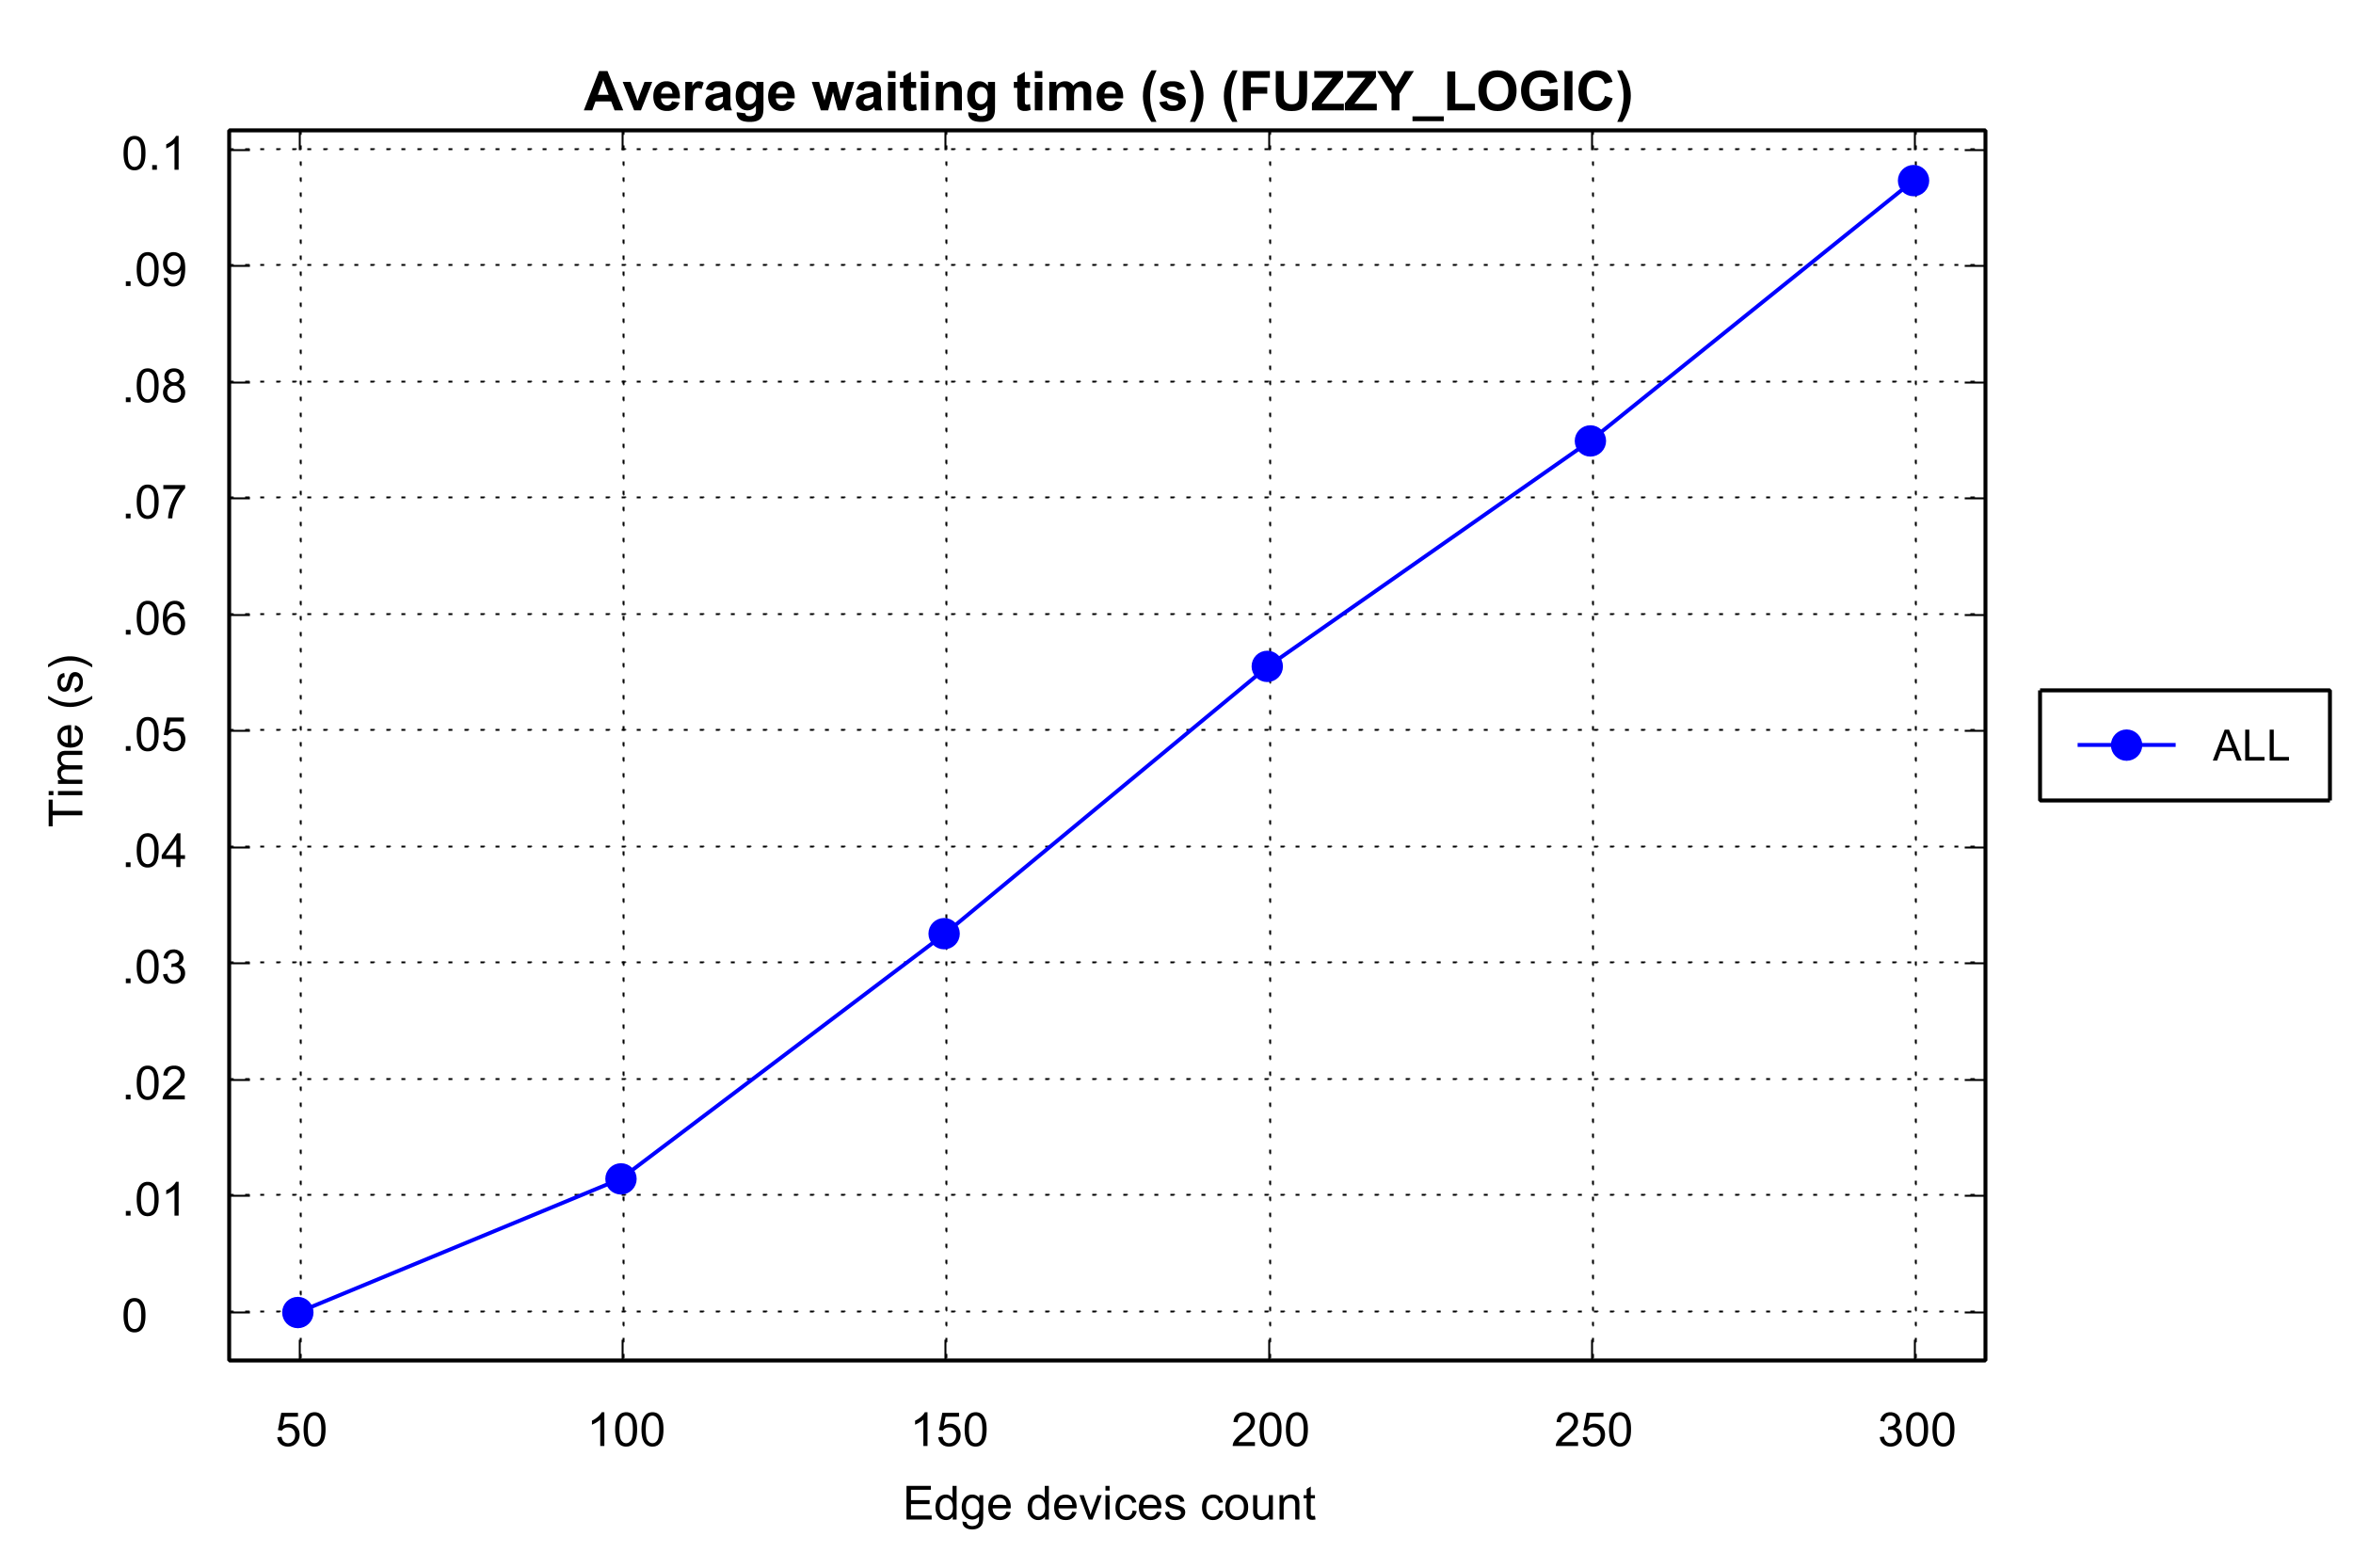 Average waiting time (s) (FUZZY_LOGIC)
0.1
.09
.08
.07
.06
.05
.04
.03
.02
.01
0
Time (s)
ALL
50 100 150 200 250 300
Edge devices count